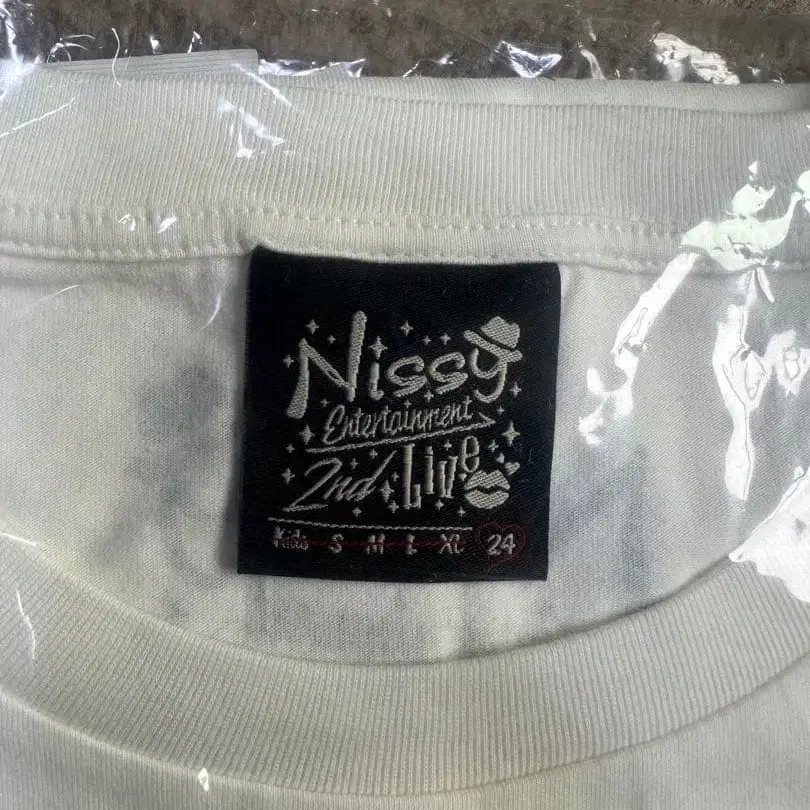 Nissy
Entertainment
2nd Live
Kids S M L XL 24